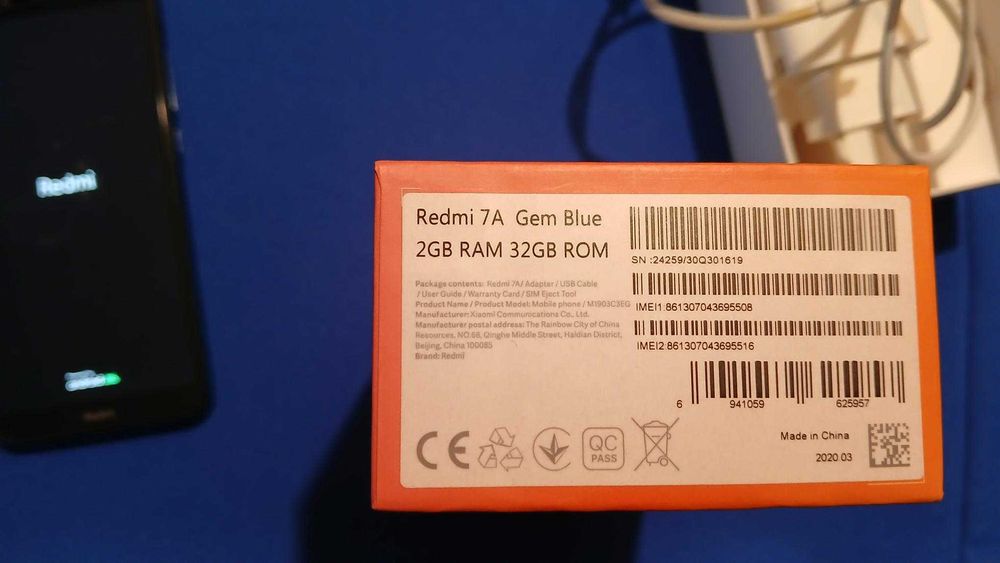 Redmi
Redmi 7A Gem Blue
2GB RAM 32GB ROM
Package contents: Redmi 7A/ Adapter / USB Cable
/ User Guide / Warranty Card / SIM Eject Tool
Product Name / Product Model: Mobile phone / M1903C3EG
Manufacturer: Xiaomi Communications Co., Ltd.
Manufacturer postal address: The Rainbow City of China
Resources, NO.68, Qinghe Middle Street, Haidian District,
Beijing, China 100085
Brand: Redmi
SN :24259/30Q301619
IMEI1:861307043695508
IMEI2:861307043695516
6 941059 625957
CE
QC
PASS
Made in China
2020.03